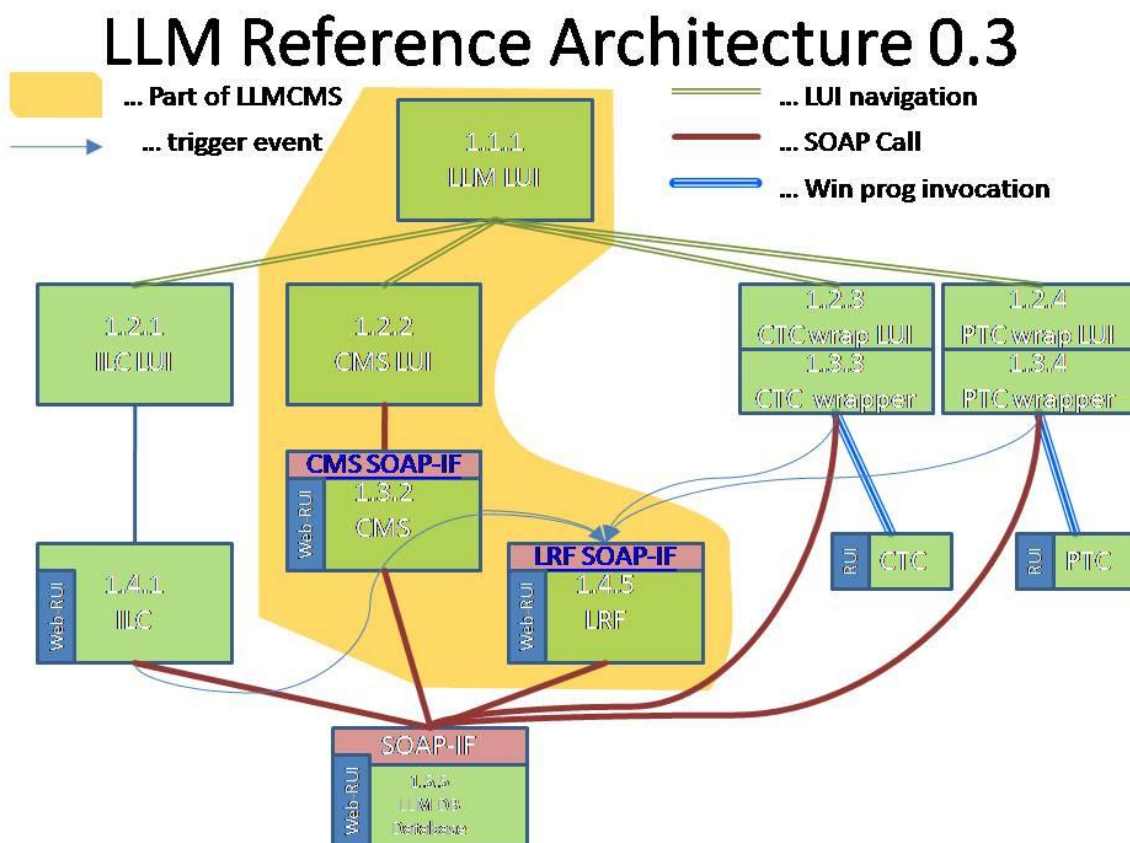 LLM Reference Architecture 0.3
... Part of LLMCMS
... trigger event
... LUI navigation
... SOAP Call
... Win prog invocation
1.1.1
LLM LUI
1.2.1
ILC LUI
1.2.2
CMS LUI
1.2.3
CTC wrap LUI
1.3.3
CTC wrapper
1.2.4
PTC wrap LUI
1.3.4
PTC wrapper
CMS SOAP-IF
Web-RUI
1.3.2
CMS
Web-RUI
1.4.1
ILC
LRF SOAP-IF
Web-RUI
1.4.5
LRF
RUI
CTC
RUI
PTC
SOAP-IF
Web-RUI
1.5.5
LLM DB
Database